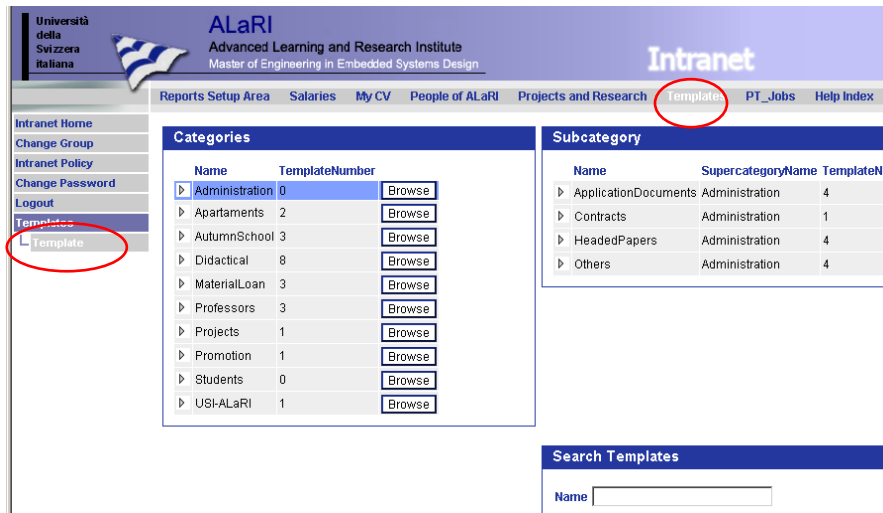 Università
della
Svizzera
italiana
ALaRI
Advanced Learning and Research Institute
Master of Engineering in Embedded Systems Design
Intranet
Reports Setup Area Salaries My CV People of ALaRI Projects and Research Templates PT_Jobs Help Index
Intranet Home
Change Group
Intranet Policy
Change Password
Logout
Templates
Template
Categories
Name TemplateNumber
Administration 0 Browse
Apartaments 2 Browse
AutumnSchool 3 Browse
Didactical 8 Browse
MaterialLoan 3 Browse
Professors 3 Browse
Projects 1 Browse
Promotion 1 Browse
Students 0 Browse
USI-ALaRI 1 Browse
Subcategory
Name SupercategoryName TemplateN
ApplicationDocuments Administration 4
Contracts Administration 1
HeadedPapers Administration 4
Others Administration 4
Search Templates
Name